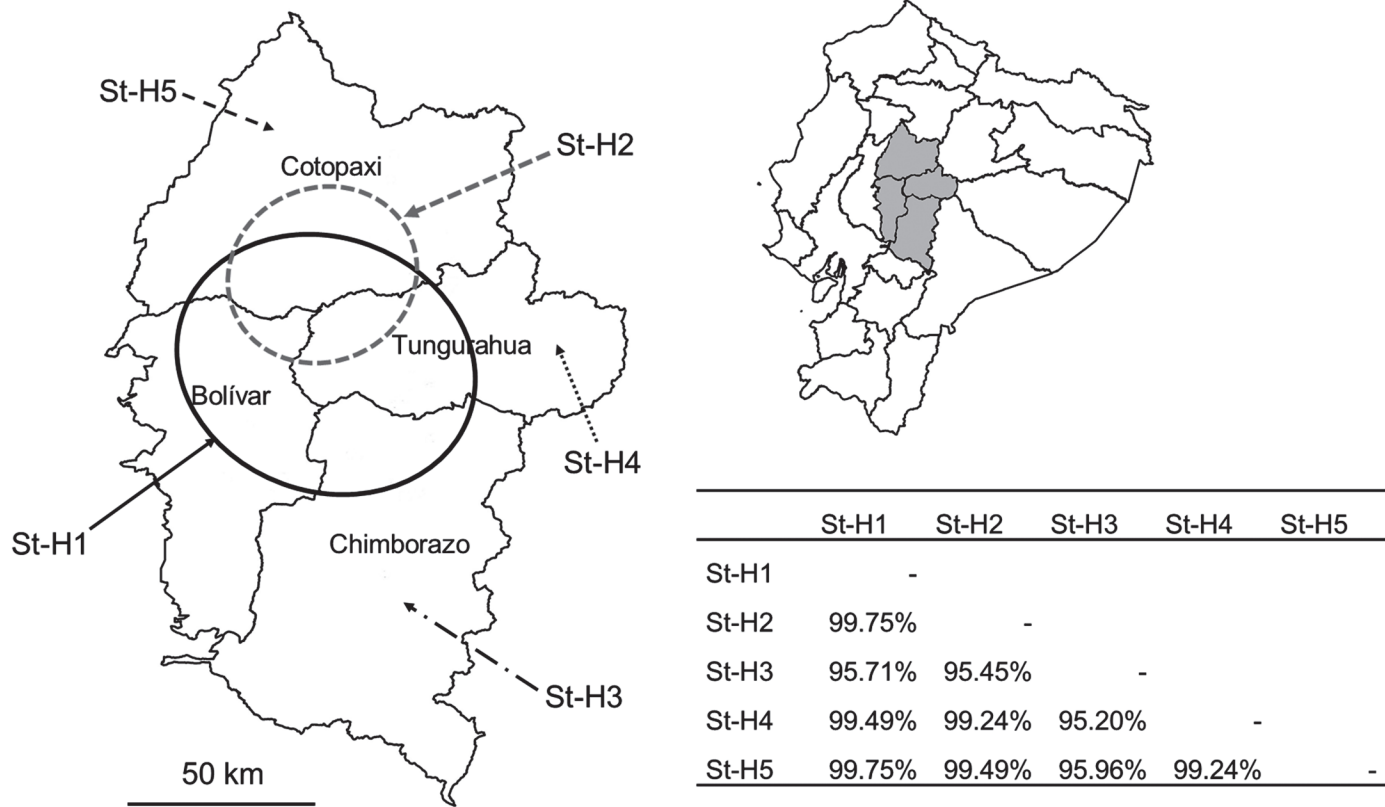 St-H5
St-H2
Cotopaxi
Tungurahua
Bolívar
St-H4
St-H1
Chimborazo
St-H3
50 km
St-H1 St-H2 St-H3 St-H4 St-H5
St-H1 -
St-H2 99.75% -
St-H3 95.71% 95.45% -
St-H4 99.49% 99.24% 95.20% -
St-H5 99.75% 99.49% 95.96% 99.24% -